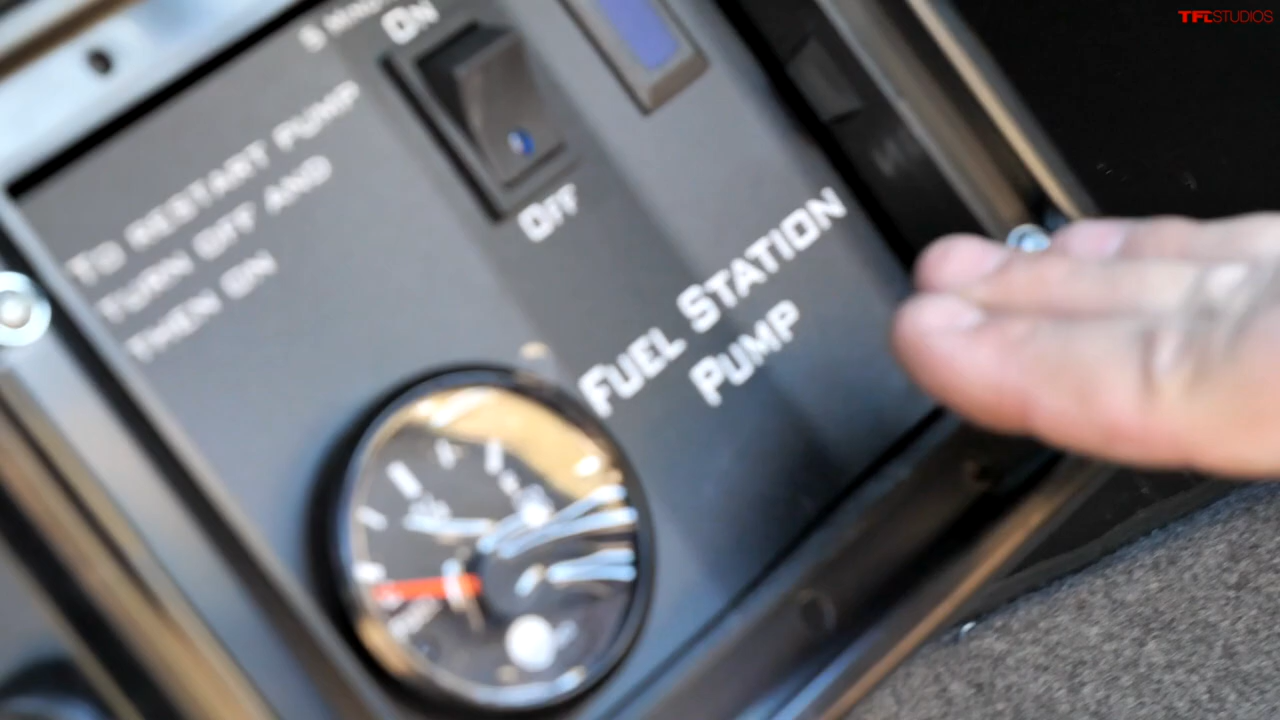 TFLSTUDIOS
On
Off
To restart pump
turn off and
then on
Fuel Station
Pump